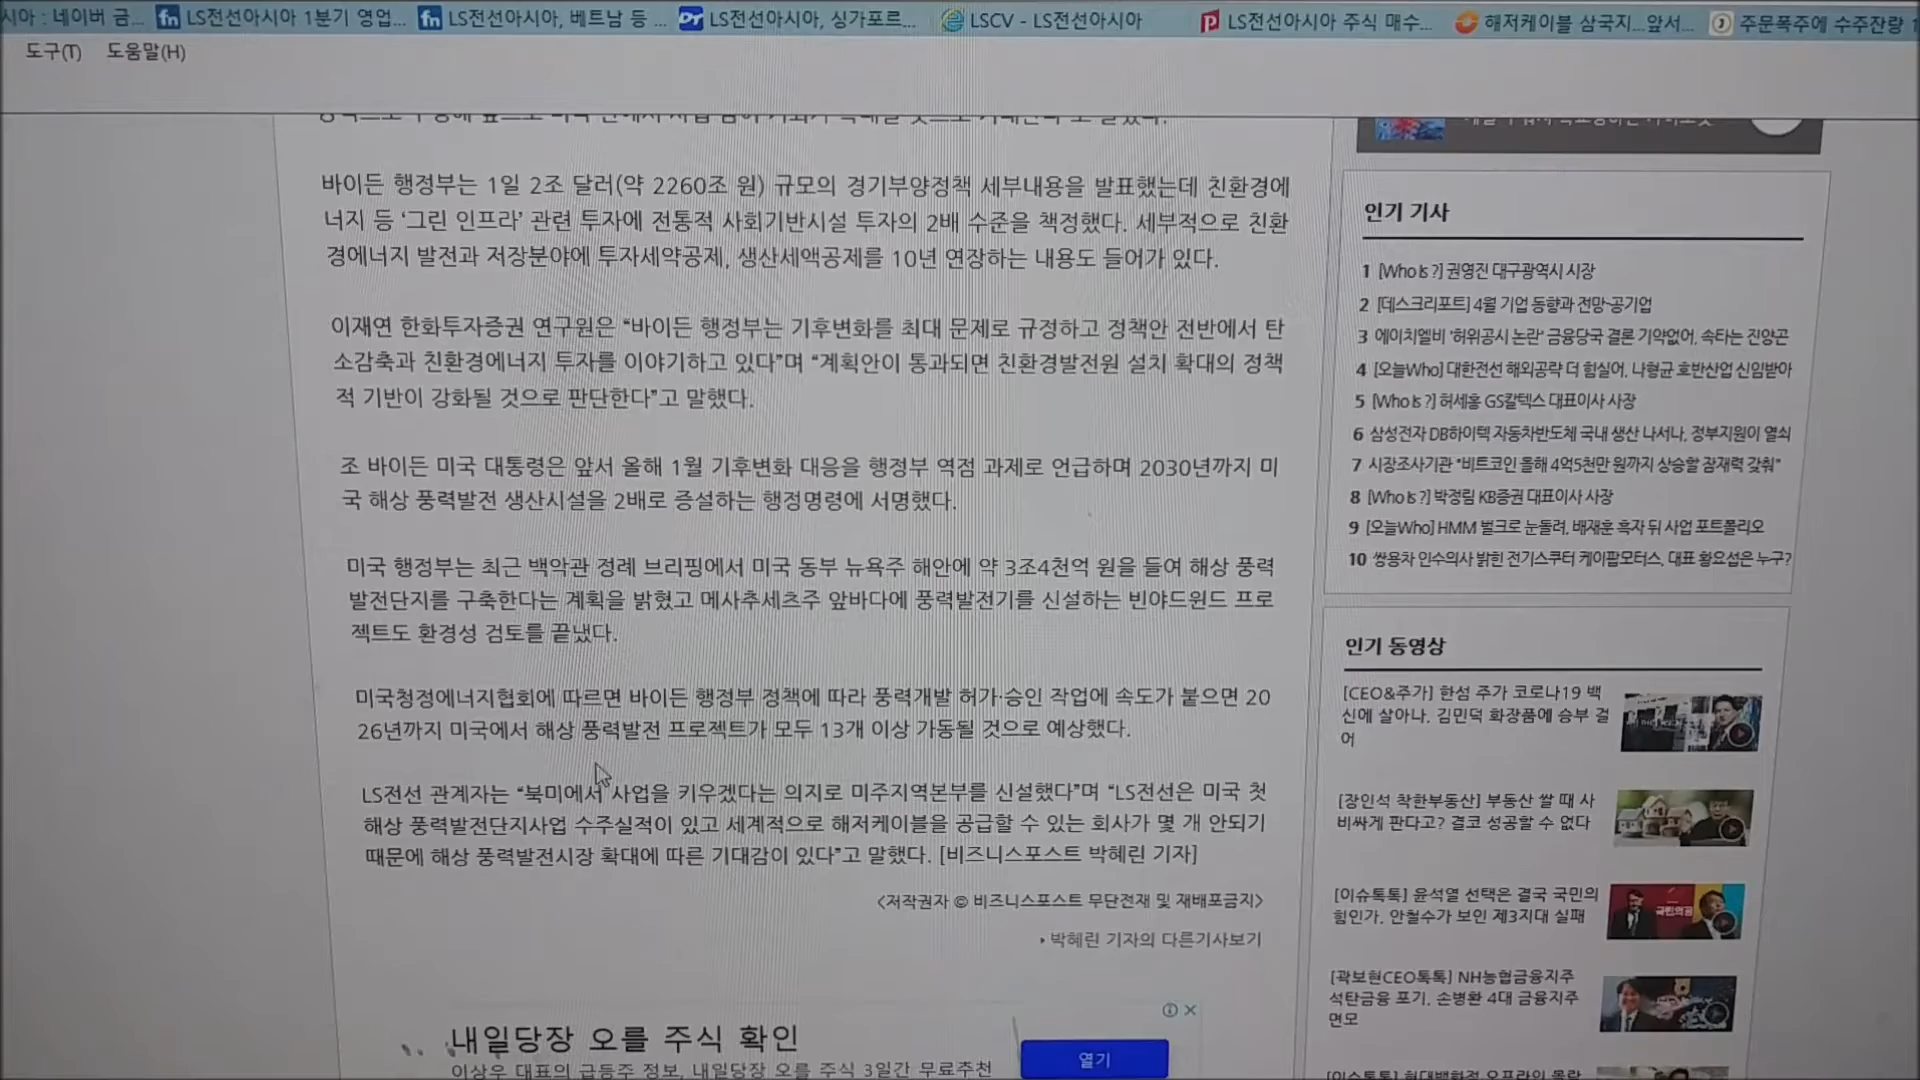 시아 : 네이버 금...
LS전선아시아 1분기 영업...
LS전선아시아, 베트남 등 ...
LS전선아시아, 싱가포르...
LSCV - LS전선아시아
LS전선아시아 주식 매수...
해저케이블 삼국지...앞서...
주문폭주에 수주잔량
도구(T) 도움말(H)
바이든 행정부는 1일 2조 달러(약 2260조 원) 규모의 경기부양정책 세부내용을 발표했는데 친환경에
너지 등 ‘그린 인프라’ 관련 투자에 전통적 사회기반시설 투자의 2배 수준을 책정했다. 세부적으로 친환
경에너지 발전과 저장분야에 투자세약공제, 생산세액공제를 10년 연장하는 내용도 들어가 있다.
이재연 한화투자증권 연구원은 “바이든 행정부는 기후변화를 최대 문제로 규정하고 정책안 전반에서 탄
소감축과 친환경에너지 투자를 이야기하고 있다”며 “계획안이 통과되면 친환경발전원 설치 확대의 정책
적 기반이 강화될 것으로 판단한다”고 말했다.
조 바이든 미국 대통령은 앞서 올해 1월 기후변화 대응을 행정부 역점 과제로 언급하며 2030년까지 미
국 해상 풍력발전 생산시설을 2배로 증설하는 행정명령에 서명했다.
미국 행정부는 최근 백악관 정례 브리핑에서 미국 동부 뉴욕주 해안에 약 3조4천억 원을 들여 해상 풍력
발전단지를 구축한다는 계획을 밝혔고 메사추세츠주 앞바다에 풍력발전기를 신설하는 빈야드윈드 프로
젝트도 환경성 검토를 끝냈다.
미국청정에너지협회에 따르면 바이든 행정부 정책에 따라 풍력개발 허가·승인 작업에 속도가 붙으면 20
26년까지 미국에서 해상 풍력발전 프로젝트가 모두 13개 이상 가동될 것으로 예상했다.
LS전선 관계자는 “북미에서 사업을 키우겠다는 의지로 미주지역본부를 신설했다”며 “LS전선은 미국 첫
해상 풍력발전단지사업 수주실적이 있고 세계적으로 해저케이블을 공급할 수 있는 회사가 몇 개 안되기
때문에 해상 풍력발전시장 확대에 따른 기대감이 있다”고 말했다. [비즈니스포스트 박혜린 기자]
<저작권자 © 비즈니스포스트 무단전재 및 재배포금지>
박혜린 기자의 다른기사보기
내일당장 오를 주식 확인
이상우 대표의 급등주 정보, 내일당장 오를 주식 3일간 무료추천
열기
인기 기사
1 [Who Is ?] 권영진 대구광역시 시장
2 [데스크리포트] 4월 기업 동향과 전망-공기업
3 에이치엘비 '허위공시 논란' 금융당국 결론 기약없어, 속타는 진양곤
4 [오늘Who] 대한전선 해외공략 더 힘실어, 나형균 호반산업 신임받아
5 [Who Is ?] 허세홍 GS칼텍스 대표이사 사장
6 삼성전자 DB하이텍 자동차반도체 국내 생산 나서나, 정부지원이 열쇠
7 시장조사기관 "비트코인 올해 4억5천만 원까지 상승할 잠재력 갖춰"
8 [Who Is ?] 박정림 KB증권 대표이사 사장
9 [오늘Who] HMM 벌크로 눈돌려, 배재훈 흑자 뒤 사업 포트폴리오
10 쌍용차 인수의사 밝힌 전기스쿠터 케이팝모터스, 대표 황요섭은 누구?
인기 동영상
[CEO&주가] 한섬 주가 코로나19 백
신에 살아나, 김민덕 화장품에 승부 걸
어
[장인석 착한부동산] 부동산 쌀 때 사
비싸게 판다고? 결코 성공할 수 없다
[이슈톡톡] 윤석열 선택은 결국 국민의
힘인가, 안철수가 보인 제3지대 실패
[곽보현CEO톡톡] NH농협금융지주
석탄금융 포기, 손병환 4대 금융지주
면모